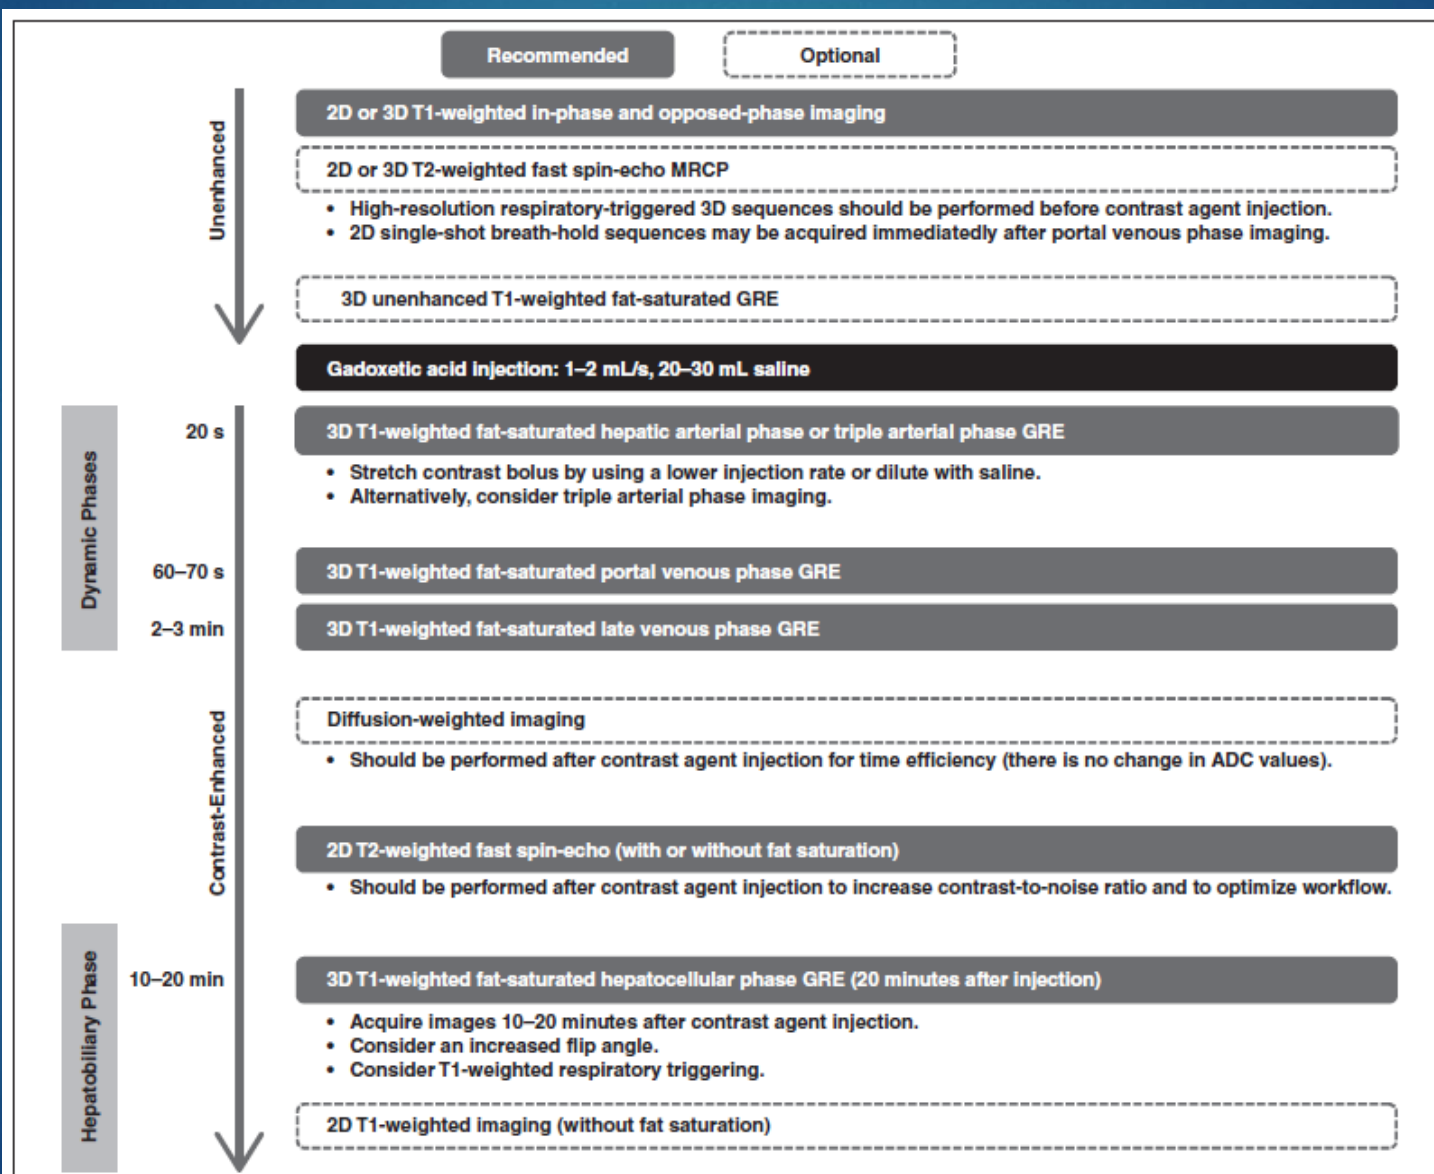 Recommended
Optional
Unenhanced
2D or 3D T1-weighted in-phase and opposed-phase imaging
2D or 3D T2-weighted fast spin-echo MRCP
• High-resolution respiratory-triggered 3D sequences should be performed before contrast agent injection.
• 2D single-shot breath-hold sequences may be acquired immediatedly after portal venous phase imaging.
3D unenhanced T1-weighted fat-saturated GRE
Gadoxetic acid injection: 1–2 mL/s, 20–30 mL saline
Dynamic Phases
20 s
3D T1-weighted fat-saturated hepatic arterial phase or triple arterial phase GRE
• Stretch contrast bolus by using a lower injection rate or dilute with saline.
• Alternatively, consider triple arterial phase imaging.
60–70 s
3D T1-weighted fat-saturated portal venous phase GRE
2–3 min
3D T1-weighted fat-saturated late venous phase GRE
Contrast-Enhanced
Diffusion-weighted imaging
• Should be performed after contrast agent injection for time efficiency (there is no change in ADC values).
2D T2-weighted fast spin-echo (with or without fat saturation)
• Should be performed after contrast agent injection to increase contrast-to-noise ratio and to optimize workflow.
Hepatobiliary Phase
10–20 min
3D T1-weighted fat-saturated hepatocellular phase GRE (20 minutes after injection)
• Acquire images 10–20 minutes after contrast agent injection.
• Consider an increased flip angle.
• Consider T1-weighted respiratory triggering.
2D T1-weighted imaging (without fat saturation)